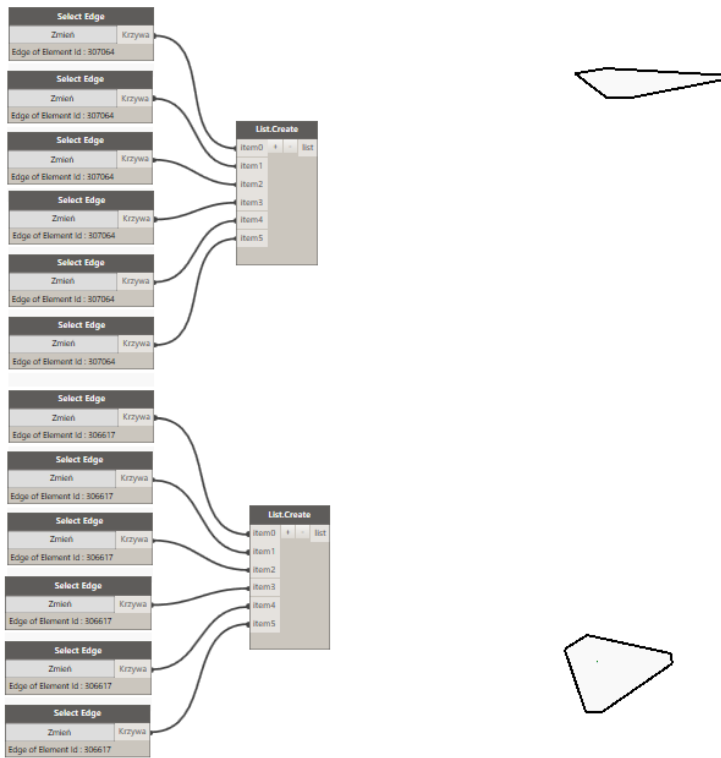 Select Edge
Zmień Krzywa
Edge of Element Id : 307064
Select Edge
Zmień Krzywa
Edge of Element Id : 307064
Select Edge
Zmień Krzywa
Edge of Element Id : 307064
Select Edge
Zmień Krzywa
Edge of Element Id : 307064
Select Edge
Zmień Krzywa
Edge of Element Id : 307064
Select Edge
Zmień Krzywa
Edge of Element Id : 307064
List.Create
item0 + - list
item1
item2
item3
item4
item5
Select Edge
Zmień Krzywa
Edge of Element Id : 306617
Select Edge
Zmień Krzywa
Edge of Element Id : 306617
Select Edge
Zmień Krzywa
Edge of Element Id : 306617
Select Edge
Zmień Krzywa
Edge of Element Id : 306617
Select Edge
Zmień Krzywa
Edge of Element Id : 306617
Select Edge
Zmień Krzywa
Edge of Element Id : 306617
List.Create
item0 + - list
item1
item2
item3
item4
item5